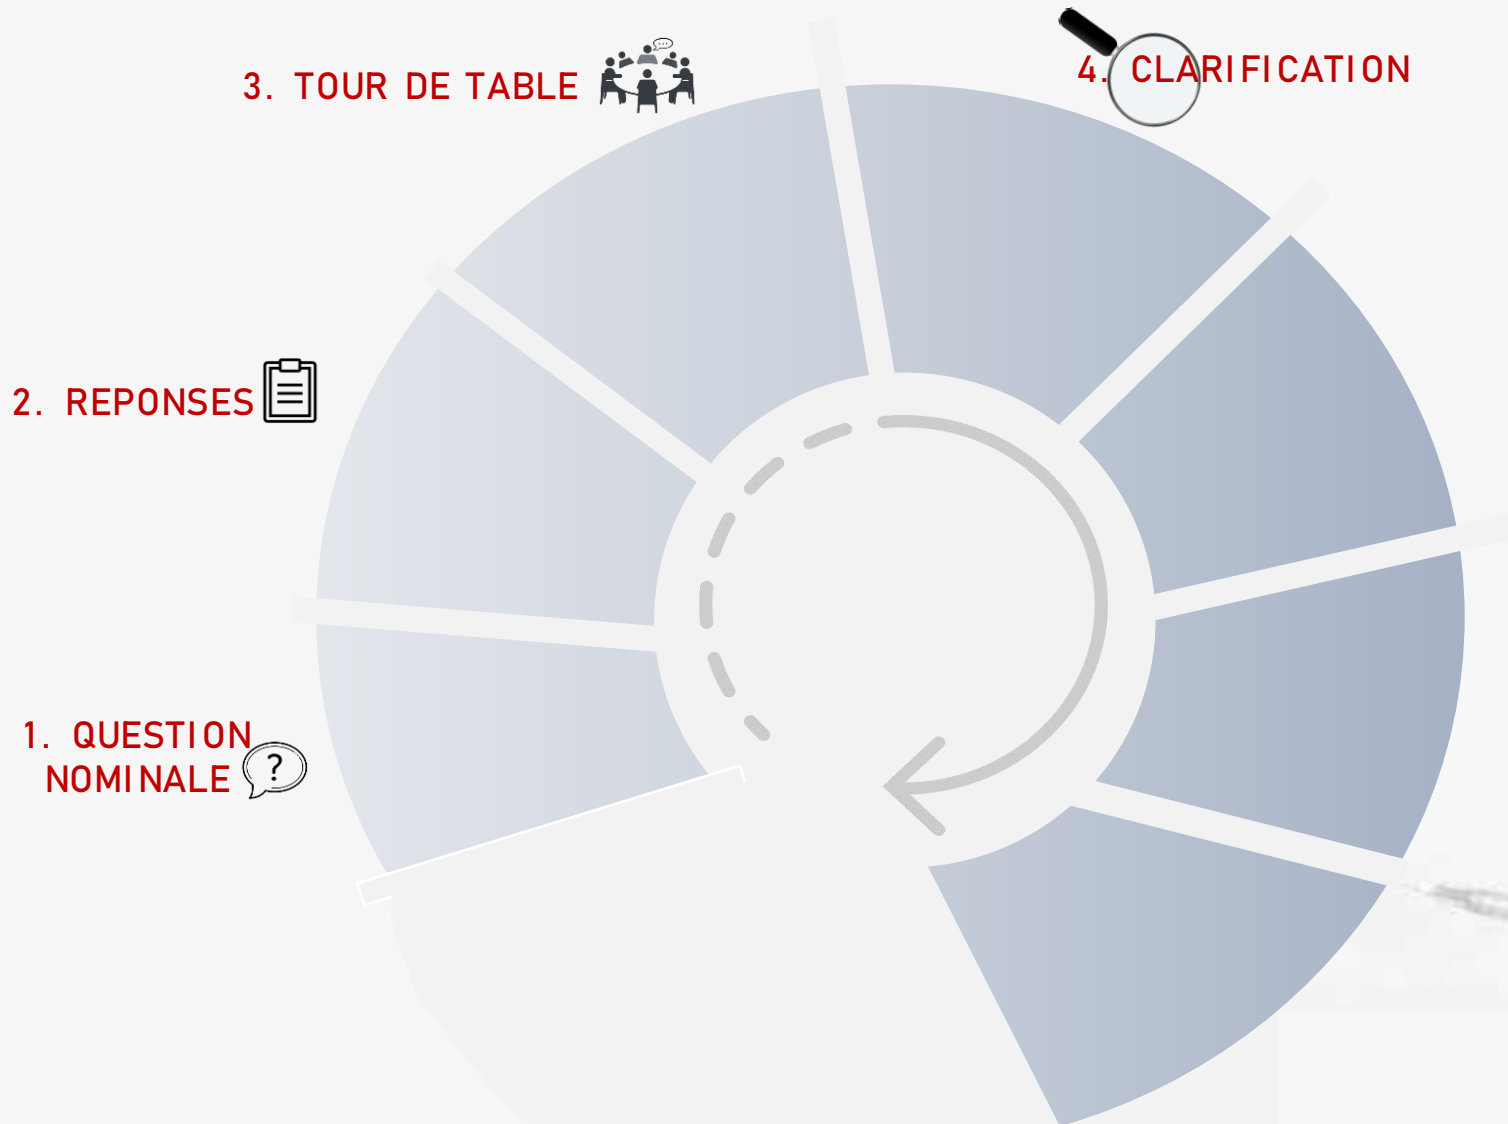 3. TOUR DE TABLE
4. CLARIFICATION
2. REPONSES
1. QUESTION
NOMINALE
?